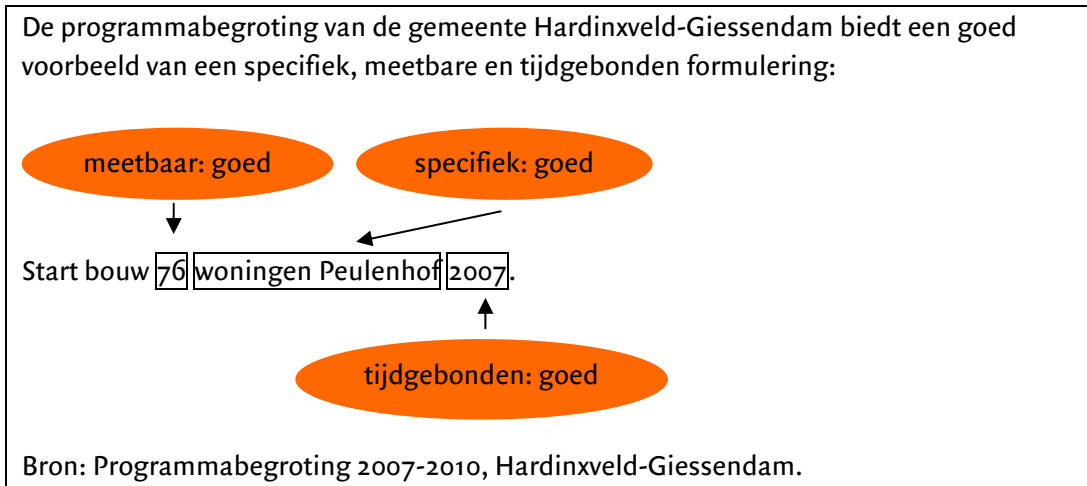 De programmabegroting van de gemeente Hardinxveld-Giessendam biedt een goed
voorbeeld van een specifiek, meetbare en tijdgebonden formulering:
meetbaar: goed
specifiek: goed
Start bouw 76 woningen Peulenhof 2007.
tijdgebonden: goed
Bron: Programmabegroting 2007-2010, Hardinxveld-Giessendam.